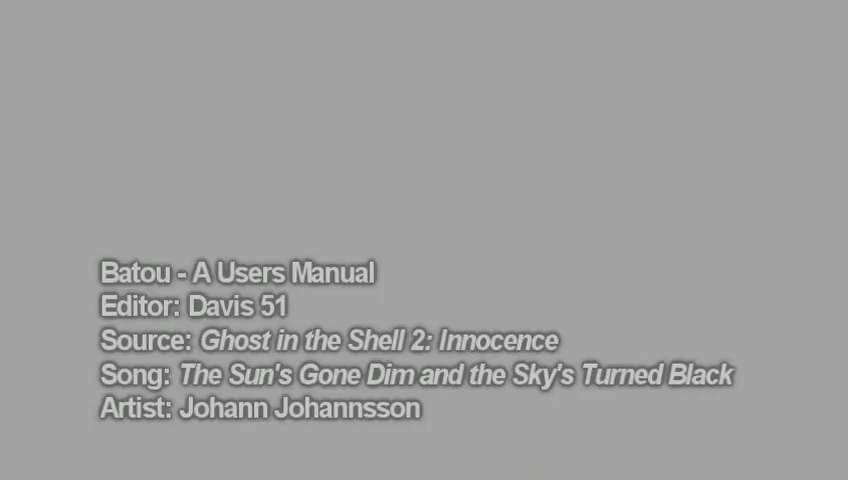 Batou - A Users Manual
Editor: Davis 51
Source: Ghost in the Shell 2: Innocence
Song: The Sun's Gone Dim and the Sky's Turned Black
Artist: Johann Johannsson